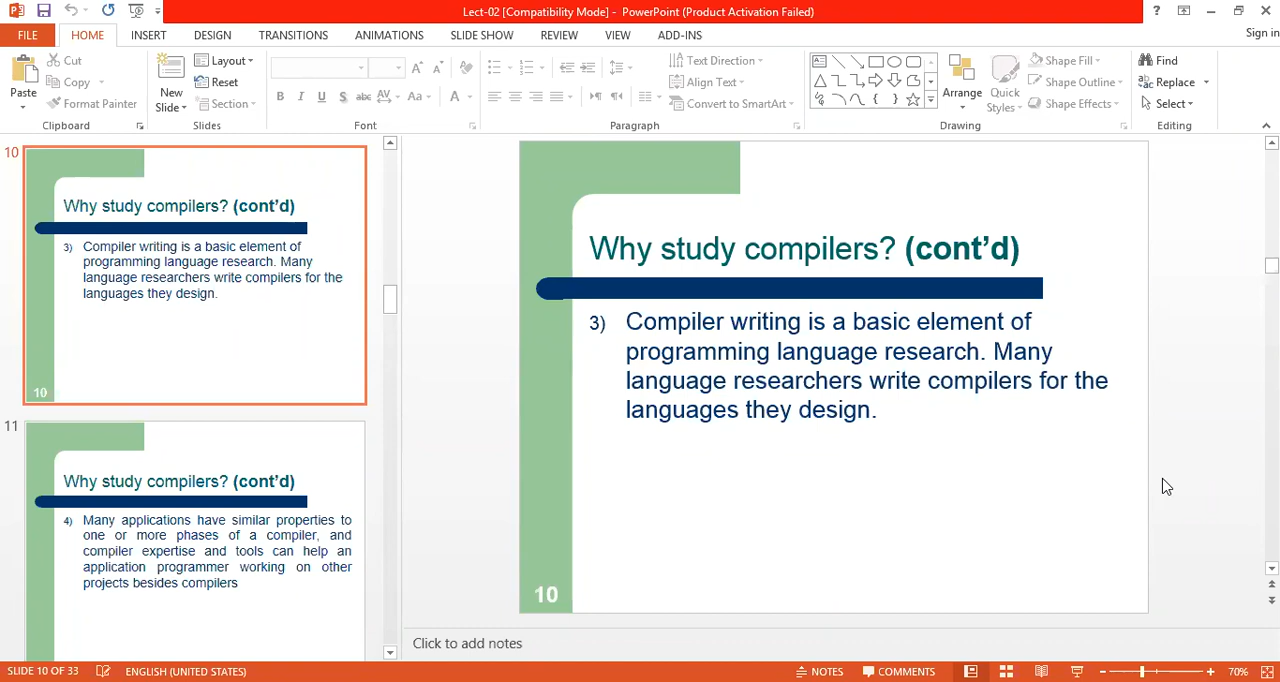 Lect-02 [Compatibility Mode] - PowerPoint (Product Activation Failed)
FILE HOME INSERT DESIGN TRANSITIONS ANIMATIONS SLIDE SHOW REVIEW VIEW ADD-INS Sign in
Paste
Cut
Copy
Format Painter
Clipboard
New
Slide
Layout
Reset
Section
Slides
B I U S abc AV Aa A
Font
Text Direction
Align Text
Convert to SmartArt
Paragraph
Arrange
Quick
Styles
Shape Fill
Shape Outline
Shape Effects
Drawing
Find
Replace
Select
Editing
10
Why study compilers? (cont'd)
3) Compiler writing is a basic element of
programming language research. Many
language researchers write compilers for the
languages they design.
10
11
Why study compilers? (cont'd)
4) Many applications have similar properties to
one or more phases of a compiler, and
compiler expertise and tools can help an
application programmer working on other
projects besides compilers
Why study compilers? (cont'd)
3) Compiler writing is a basic element of
programming language research. Many
language researchers write compilers for the
languages they design.
10
Click to add notes
SLIDE 10 OF 33 ENGLISH (UNITED STATES) NOTES COMMENTS 70%